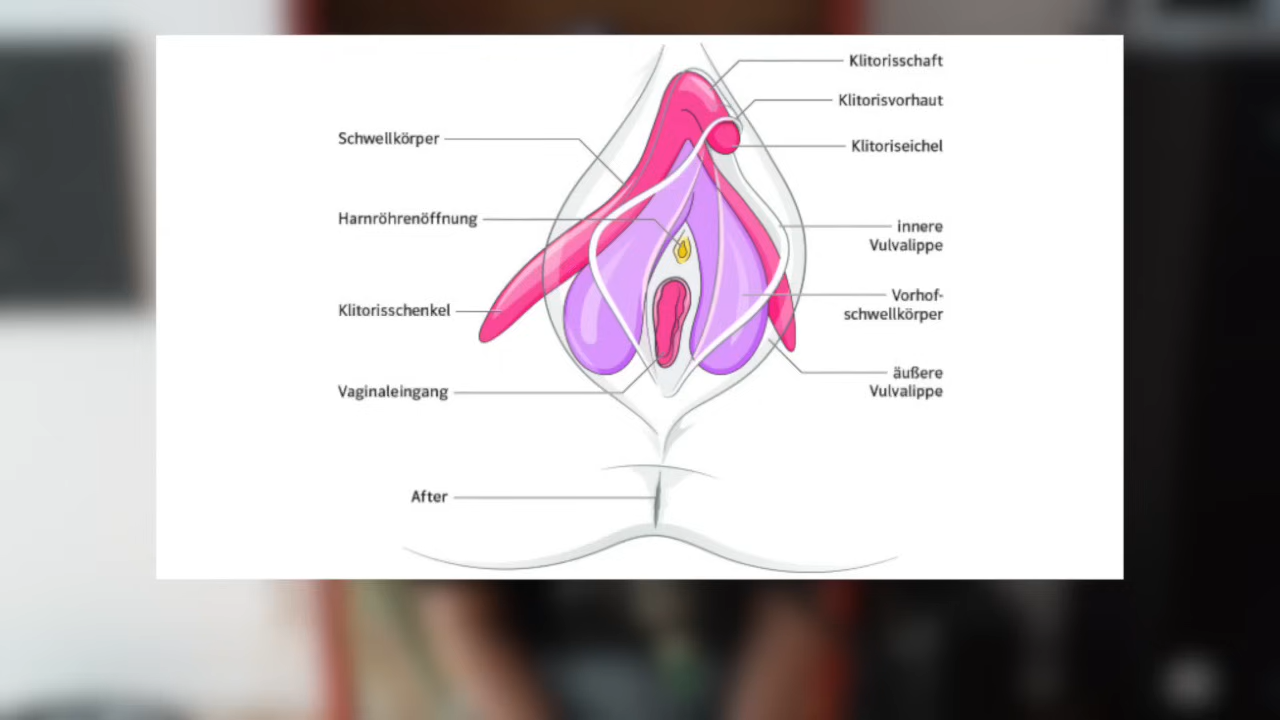 Klitorisschaft
Klitorisvorhaut
Schwellkörper
Klitoriseichel
Harnröhrenöffnung
innere
Vulvalippe
Klitorisschenkel
Vorhof-
schwellkörper
äußere
Vulvalippe
Vaginaleingang
After